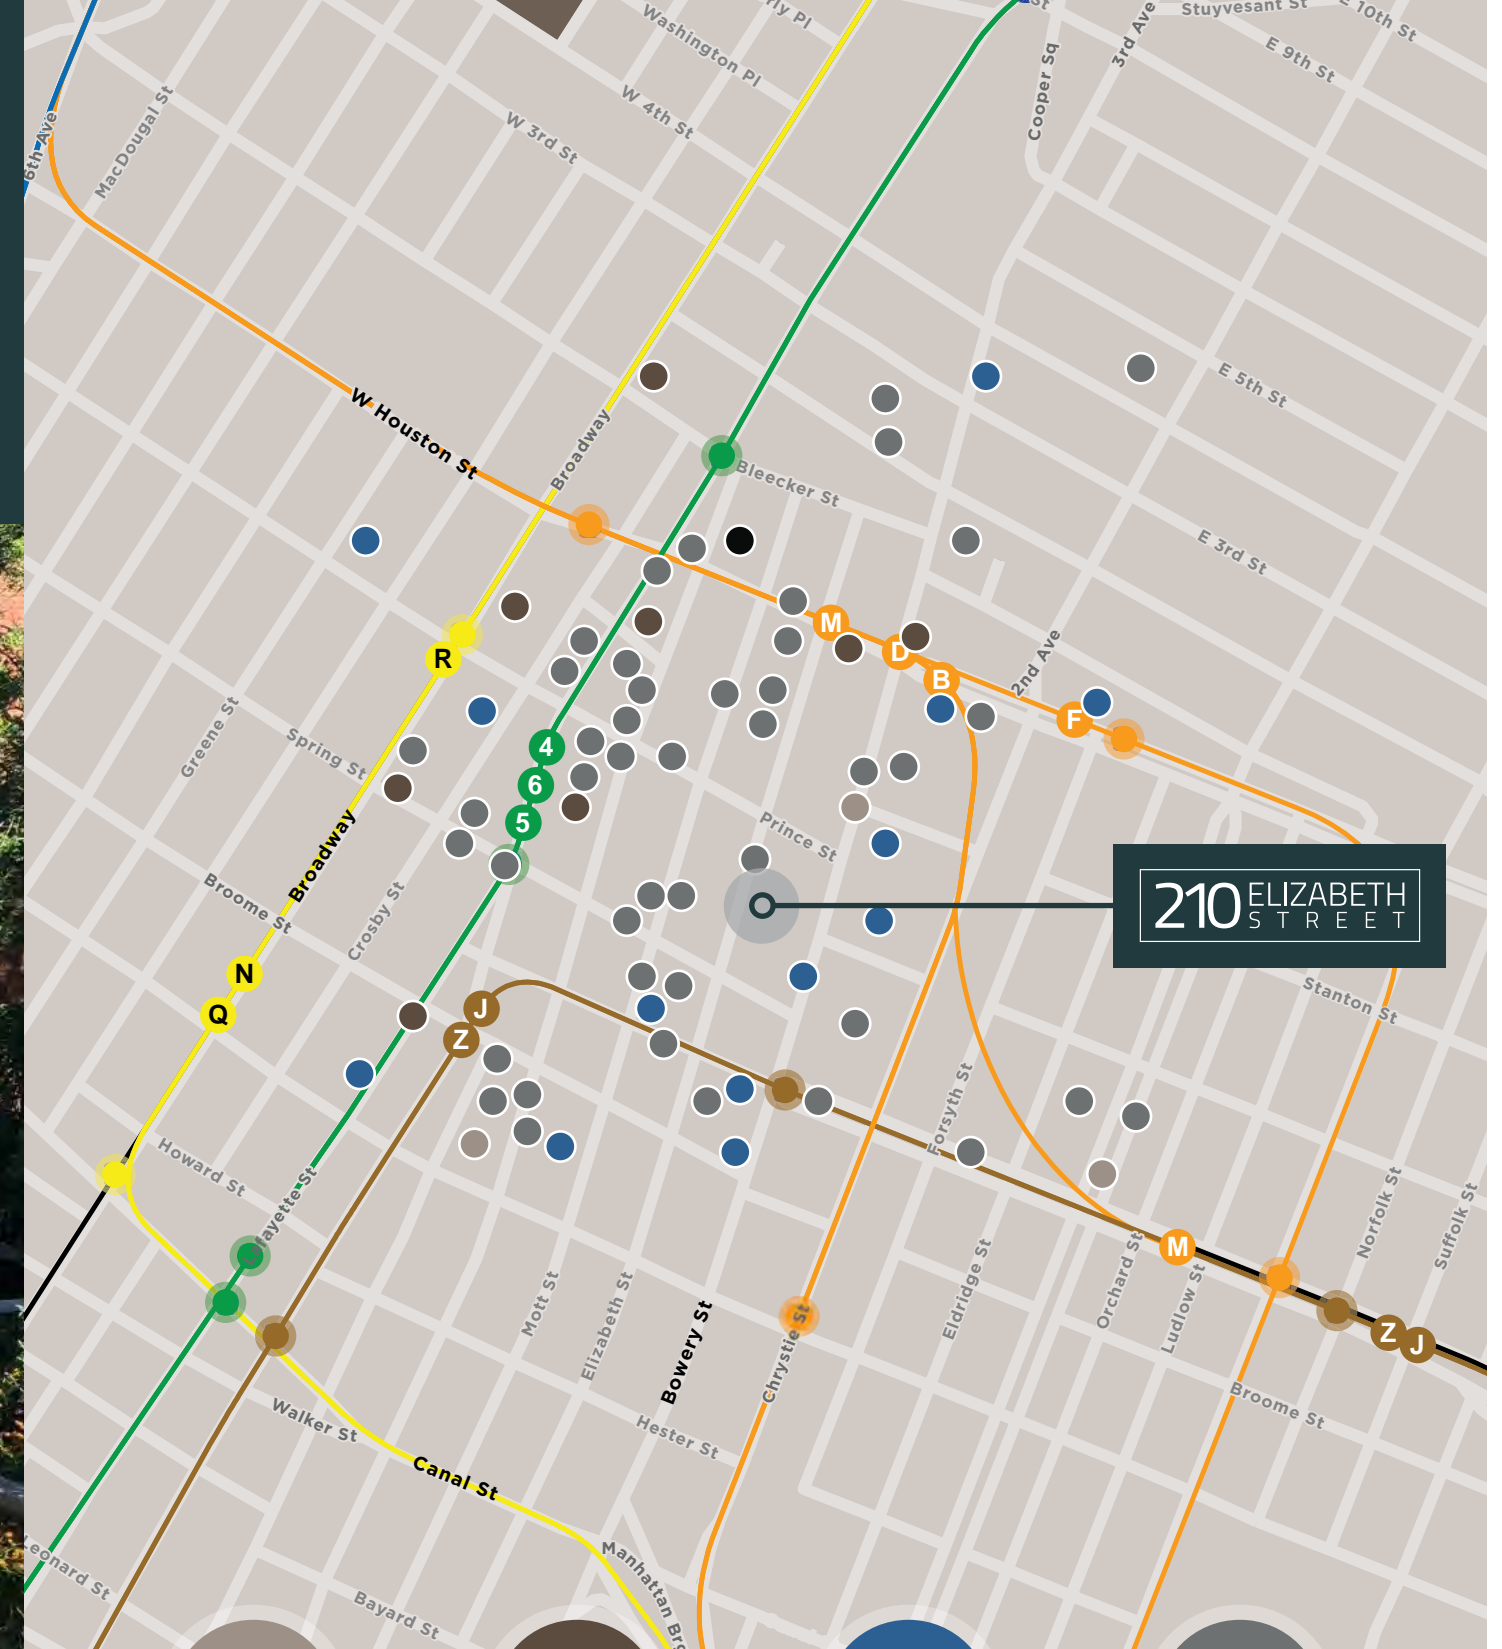 Stuyvesant St
E 10th St
rly Pl
Washington Pl
St
3rd Ave
E 9th St
Cooper Sq
W 4th St
W 3rd St
MacDougal St
6th Ave
W Houston St
Broadway
Bleecker St
E 5th St
E 3rd St
2nd Ave
M
D
B
F
R
4
6
5
Greene St
Spring St
Prince St
Broadway
Broome St
Crosby St
210 ELIZABETH
STREET
N
Q
J
Z
Stanton St
Forsyth St
Howard St
Lafayette St
Norfolk St
Suffolk St
M
Orchard St
Ludlow St
Eldridge St
Mott St
Elizabeth St
Bowery St
Chrystie St
Z
J
Broome St
Walker St
Hester St
Canal St
Leonard St
Manhattan Br
Bayard St